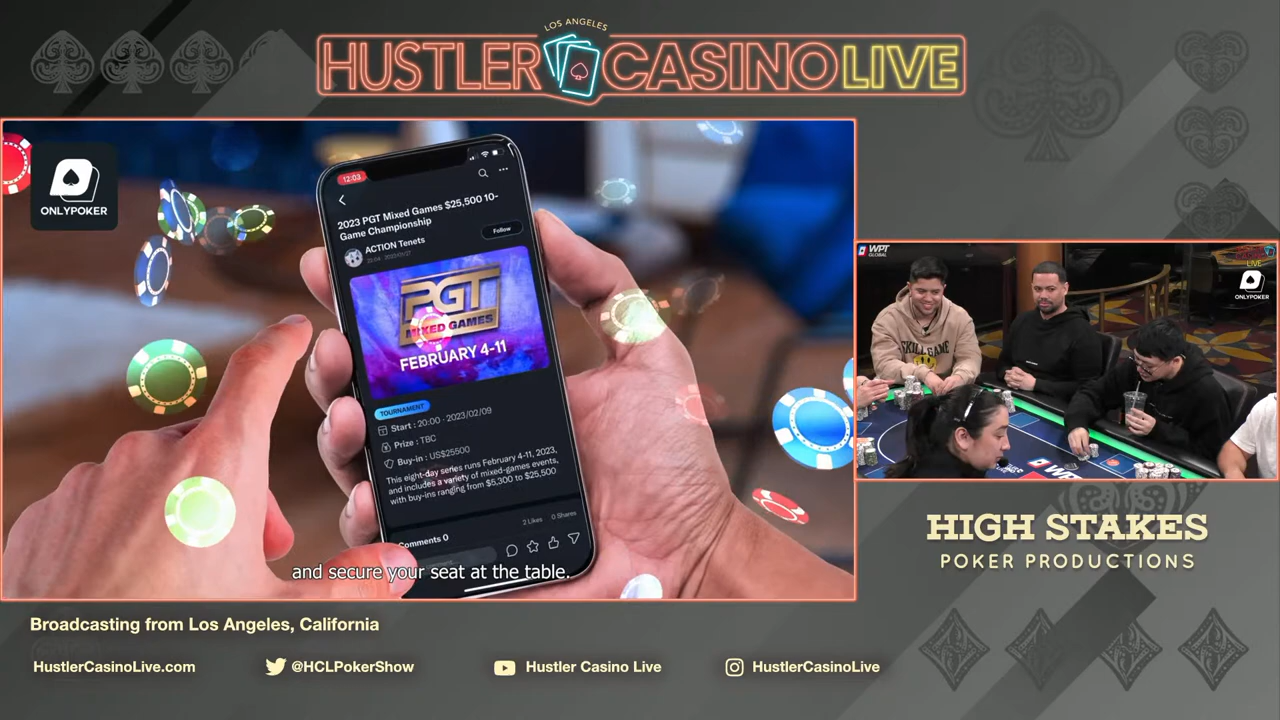 LOS ANGELES
HUSTLER CASINO LIVE
ONLYPOKER
12:03
2023 PGT Mixed Games $25,500 10-
Game Championship
ACTION Tenets
Follow
PGT
MIXED GAMES
FEBRUARY 4-11
TOURNAMENT
Start : 20:00 - 2023/02/09
Prize : TBC
Buy-in : US$25500
This eight-day series runs February 4-11, 2023,
and includes a variety of mixed-games events,
with buy-ins ranging from $5,300 to $25,500
2 Likes 0 Shares
Comments 0
and secure your seat at the table.
WPT
GLOBAL
LIVE
ONLYPOKER
SKILL GAME
HIGH STAKES
POKER PRODUCTIONS
Broadcasting from Los Angeles, California
HustlerCasinoLive.com
@HCLPokerShow
Hustler Casino Live
HustlerCasinoLive